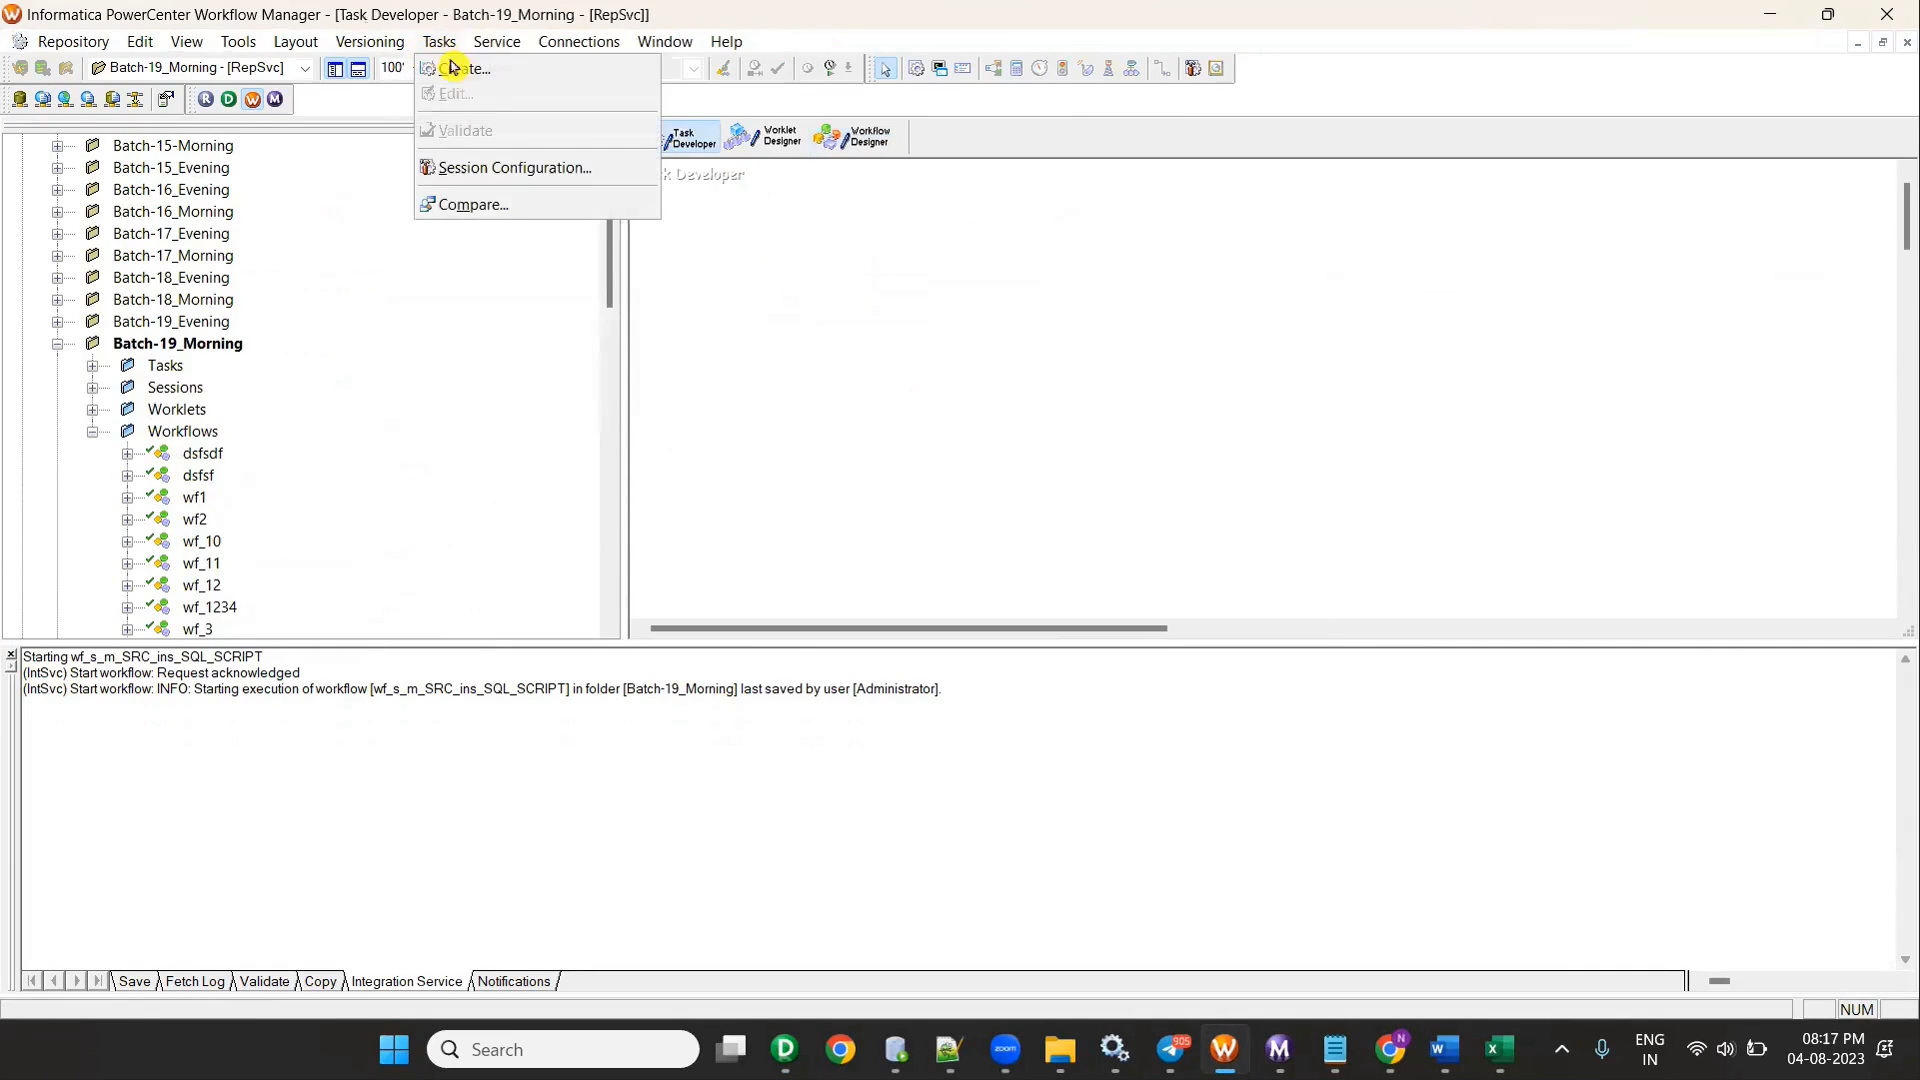 Informatica PowerCenter Workflow Manager - [Task Developer - Batch-19_Morning - [RepSvc]]
Repository Edit View Tools Layout Versioning Tasks Service Connections Window Help
Batch-19_Morning - [RepSvc] 100'
Create...
Edit...
Validate
Session Configuration...
Compare...
Task Developer
Worklet Designer
Workflow Designer
k Developer
Batch-15-Morning
Batch-15_Evening
Batch-16_Evening
Batch-16_Morning
Batch-17_Evening
Batch-17_Morning
Batch-18_Evening
Batch-18_Morning
Batch-19_Evening
Batch-19_Morning
Tasks
Sessions
Worklets
Workflows
dsfsdf
dsfsf
wf1
wf2
wf_10
wf_11
wf_12
wf_1234
wf_3
Starting wf_s_m_SRC_ins_SQL_SCRIPT
(IntSvc) Start workflow: Request acknowledged
(IntSvc) Start workflow: INFO: Starting execution of workflow [wf_s_m_SRC_ins_SQL_SCRIPT] in folder [Batch-19_Morning] last saved by user [Administrator].
Save Fetch Log Validate Copy Integration Service Notifications
NUM
Search
zoom
905
ENG
IN
08:17 PM
04-08-2023